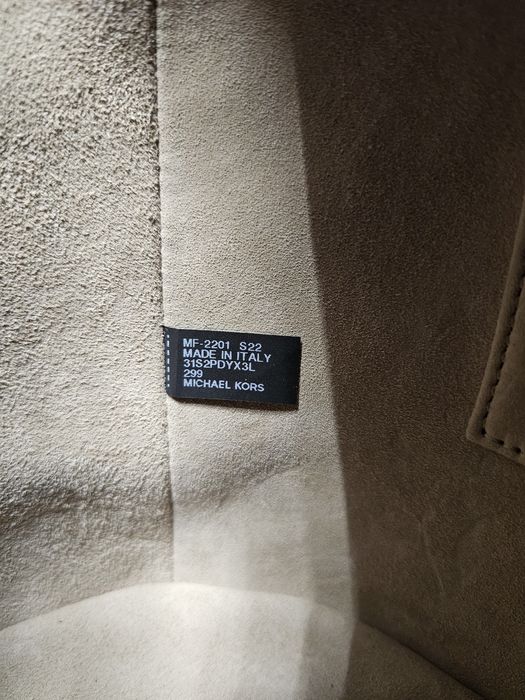 MF-2201 S22
MADE IN ITALY
31S2PDYX3L
299
MICHAEL KORS